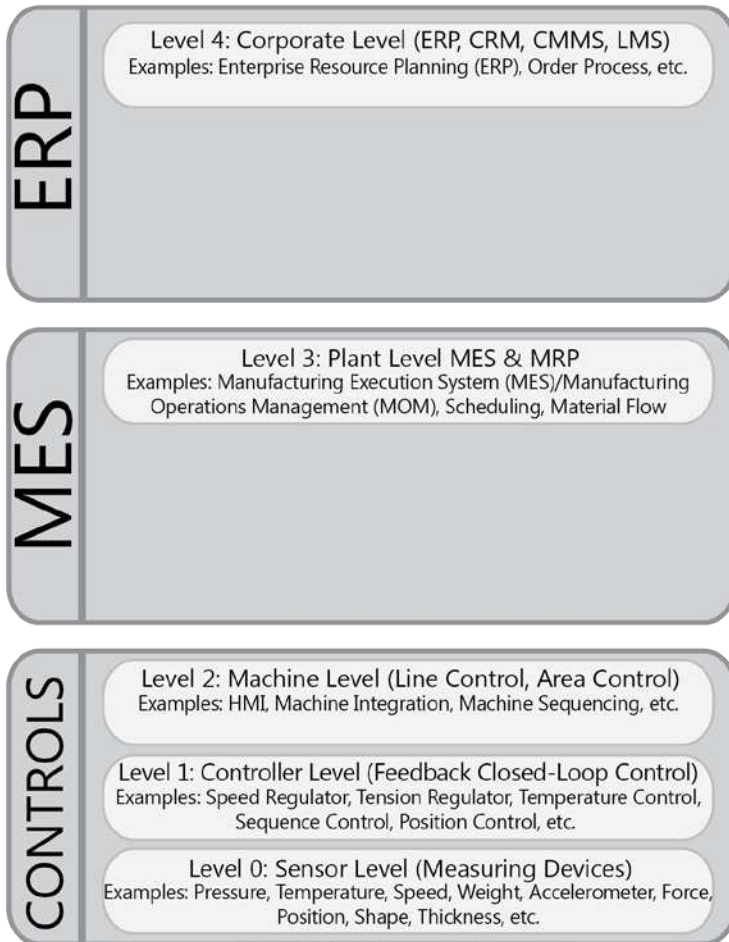 ERP
Level 4: Corporate Level (ERP, CRM, CMMS, LMS)
Examples: Enterprise Resource Planning (ERP), Order Process, etc.
MES
Level 3: Plant Level MES & MRP
Examples: Manufacturing Execution System (MES)/Manufacturing
Operations Management (MOM), Scheduling, Material Flow
CONTROLS
Level 2: Machine Level (Line Control, Area Control)
Examples: HMI, Machine Integration, Machine Sequencing, etc.
Level 1: Controller Level (Feedback Closed-Loop Control)
Examples: Speed Regulator, Tension Regulator, Temperature Control,
Sequence Control, Position Control, etc.
Level 0: Sensor Level (Measuring Devices)
Examples: Pressure, Temperature, Speed, Weight, Accelerometer, Force,
Position, Shape, Thickness, etc.